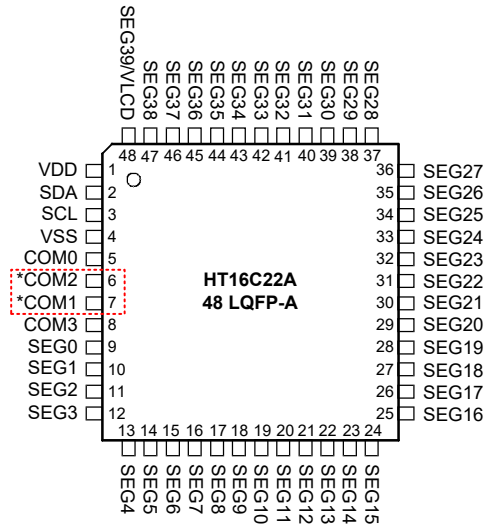 SEG39/VLCD
SEG38
SEG37
SEG36
SEG35
SEG34
SEG33
SEG32
SEG31
SEG30
SEG29
SEG28
48 47 46 45 44 43 42 41 40 39 38 37
VDD 1 36 SEG27
SDA 2 35 SEG26
SCL 3 34 SEG25
VSS 4 33 SEG24
COM0 5 32 SEG23
*COM2 6 HT16C22A 31 SEG22
*COM1 7 48 LQFP-A 30 SEG21
COM3 8 29 SEG20
SEG0 9 28 SEG19
SEG1 10 27 SEG18
SEG2 11 26 SEG17
SEG3 12 25 SEG16
13 14 15 16 17 18 19 20 21 22 23 24
SEG4
SEG5
SEG6
SEG7
SEG8
SEG9
SEG10
SEG11
SEG12
SEG13
SEG14
SEG15